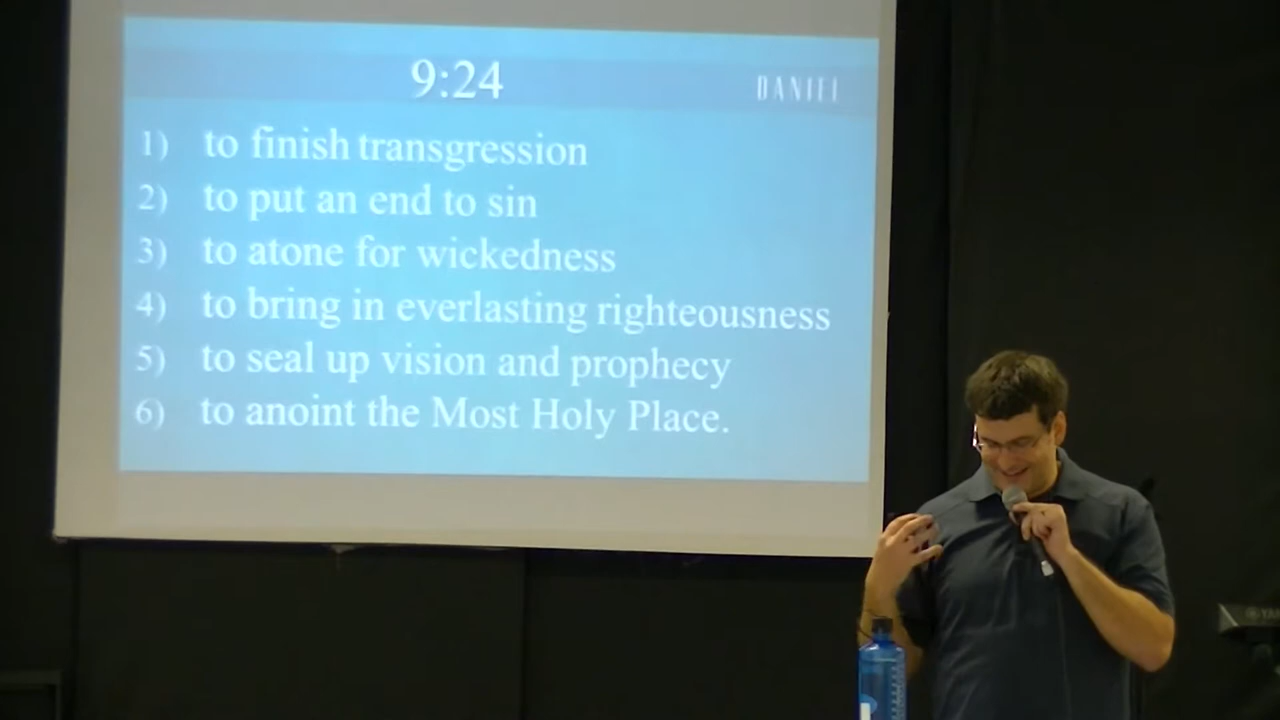 9:24
DANIEL
1) to finish transgression
2) to put an end to sin
3) to atone for wickedness
4) to bring in everlasting righteousness
5) to seal up vision and prophecy
6) to anoint the Most Holy Place.